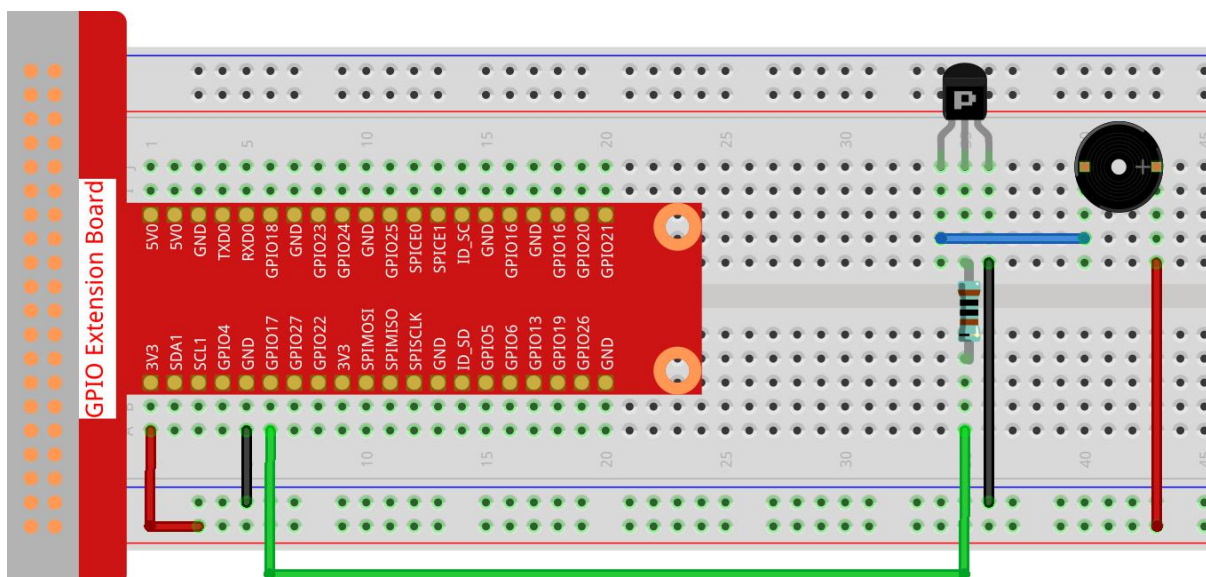 GPIO Extension Board
P
1
5
10
15
20
25
30
40
45
J
+
5V0
5V0
GND
TXD0
RXD0
GPIO18
GND
GPIO23
GPIO24
GND
GPIO25
SPICE0
SPICE1
ID_SC
GND
GPIO16
GND
GPIO16
GPIO20
GPIO21
3V3
SDA1
SCL1
GPIO4
GND
GPIO17
GPIO27
GPIO22
3V3
SPIMOSI
SPIMISO
SPISCLK
GND
ID_SD
GPIO5
GPIO6
GPIO13
GPIO19
GPIO26
GND
B
A
10
15
20
25
30
40
45